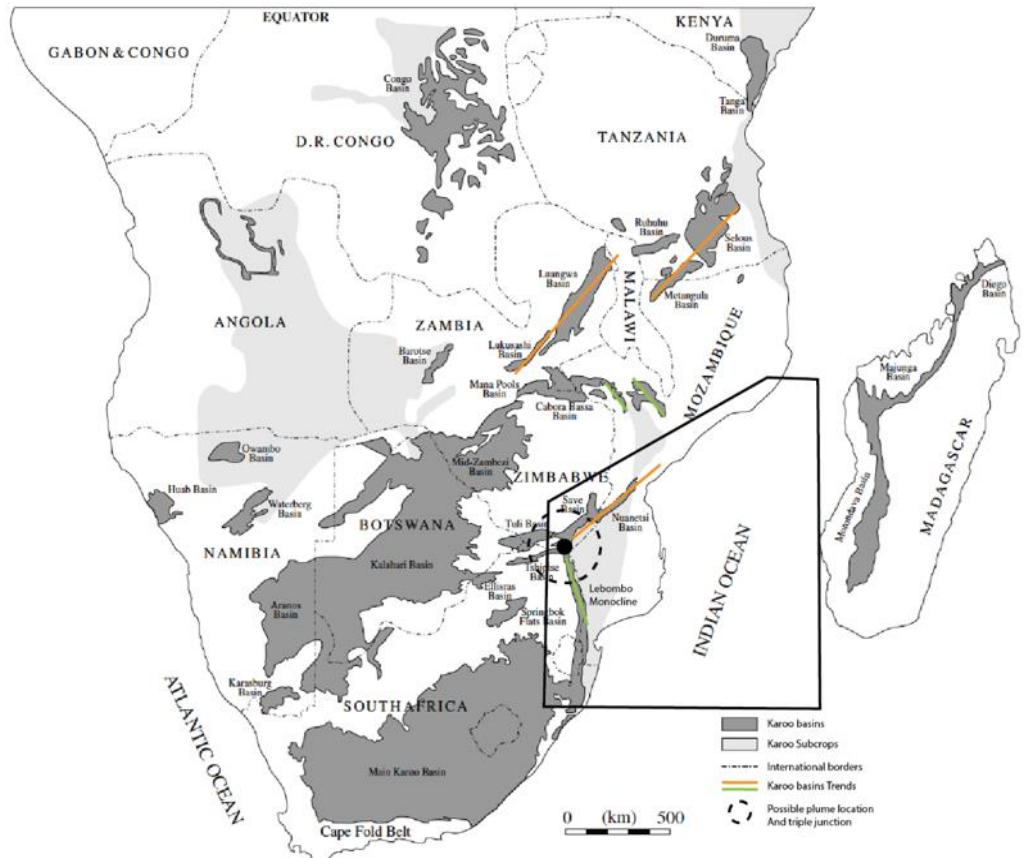 EQUATOR
KENYA
GABON & CONGO
Duruma
Basin
Congo
Basin
Tanga
Basin
D.R. CONGO
TANZANIA
Ruhuhu
Basin
Selous
Basin
Luangwa
Basin
MALAWI
Metangula
Basin
Diego
Basin
ANGOLA
ZAMBIA
Lukusashi
Basin
MOZAMBIQUE
Barotse
Basin
Majunga
Basin
Mana Pools
Basin
Cabora Bassa
Basin
MADAGASCAR
Owambo
Basin
Mid-Zambezi
Basin
ZIMBABWE
Huab Basin
Waterberg
Basin
Save
Basin
Morondava Basin
BOTSWANA
Tuli Basin
Nuanetsi
Basin
NAMIBIA
Kalahari Basin
Tshipise
Basin
INDIAN OCEAN
Ellisras
Basin
Lebombo
Monocline
Aranos
Basin
Springbok
Flats Basin
Karasburg
Basin
SOUTH AFRICA
ATLANTIC OCEAN
Main Karoo Basin
Cape Fold Belt
0 (km) 500
Karoo basins
Karoo Subcrops
International borders
Karoo basins Trends
Possible plume location
And triple junction